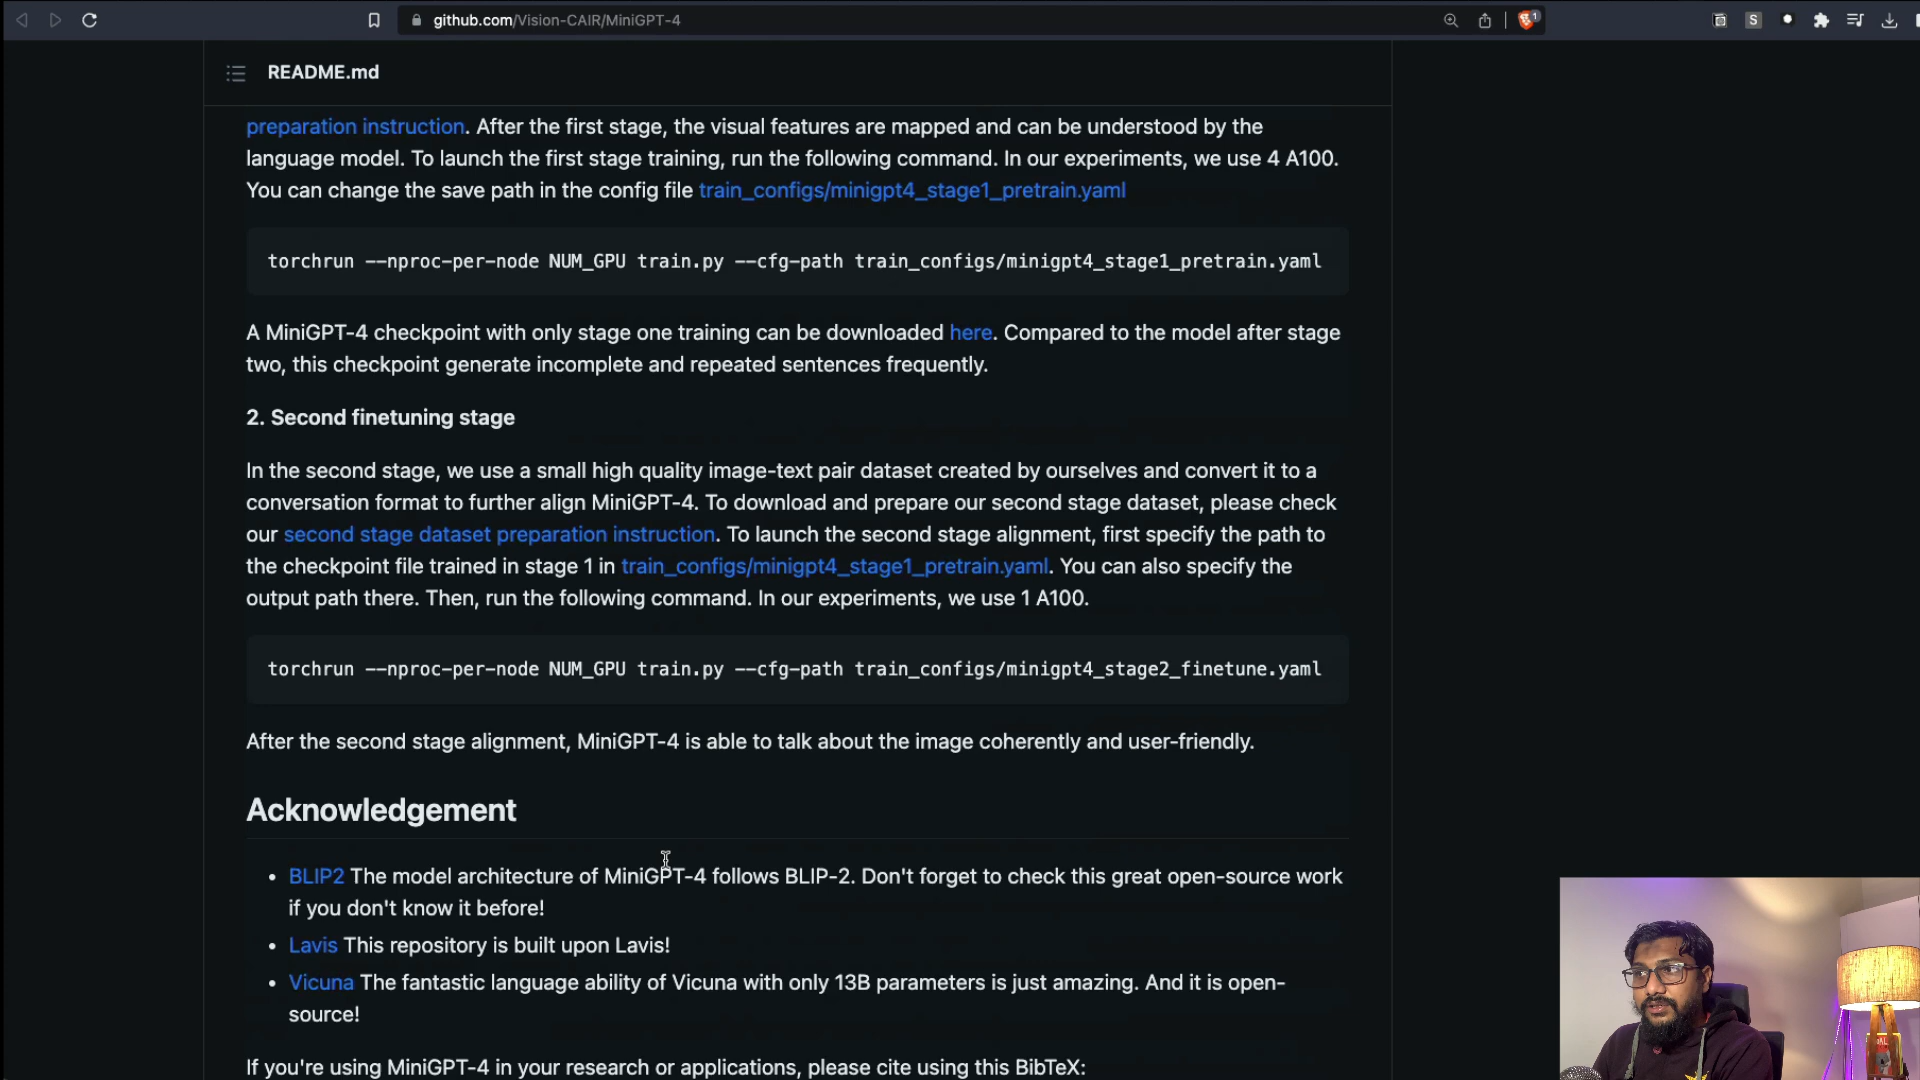 github.com/Vision-CAIR/MiniGPT-4
1
S
README.md
preparation instruction. After the first stage, the visual features are mapped and can be understood by the
language model. To launch the first stage training, run the following command. In our experiments, we use 4 A100.
You can change the save path in the config file train_configs/minigpt4_stage1_pretrain.yaml
torchrun --nproc-per-node NUM_GPU train.py --cfg-path train_configs/minigpt4_stage1_pretrain.yaml
A MiniGPT-4 checkpoint with only stage one training can be downloaded here. Compared to the model after stage
two, this checkpoint generate incomplete and repeated sentences frequently.
2. Second finetuning stage
In the second stage, we use a small high quality image-text pair dataset created by ourselves and convert it to a
conversation format to further align MiniGPT-4. To download and prepare our second stage dataset, please check
our second stage dataset preparation instruction. To launch the second stage alignment, first specify the path to
the checkpoint file trained in stage 1 in train_configs/minigpt4_stage1_pretrain.yaml. You can also specify the
output path there. Then, run the following command. In our experiments, we use 1 A100.
torchrun --nproc-per-node NUM_GPU train.py --cfg-path train_configs/minigpt4_stage2_finetune.yaml
After the second stage alignment, MiniGPT-4 is able to talk about the image coherently and user-friendly.
Acknowledgement
• BLIP2 The model architecture of MiniGPT-4 follows BLIP-2. Don't forget to check this great open-source work
if you don't know it before!
• Lavis This repository is built upon Lavis!
• Vicuna The fantastic language ability of Vicuna with only 13B parameters is just amazing. And it is open-
source!
If you're using MiniGPT-4 in your research or applications, please cite using this BibTeX: